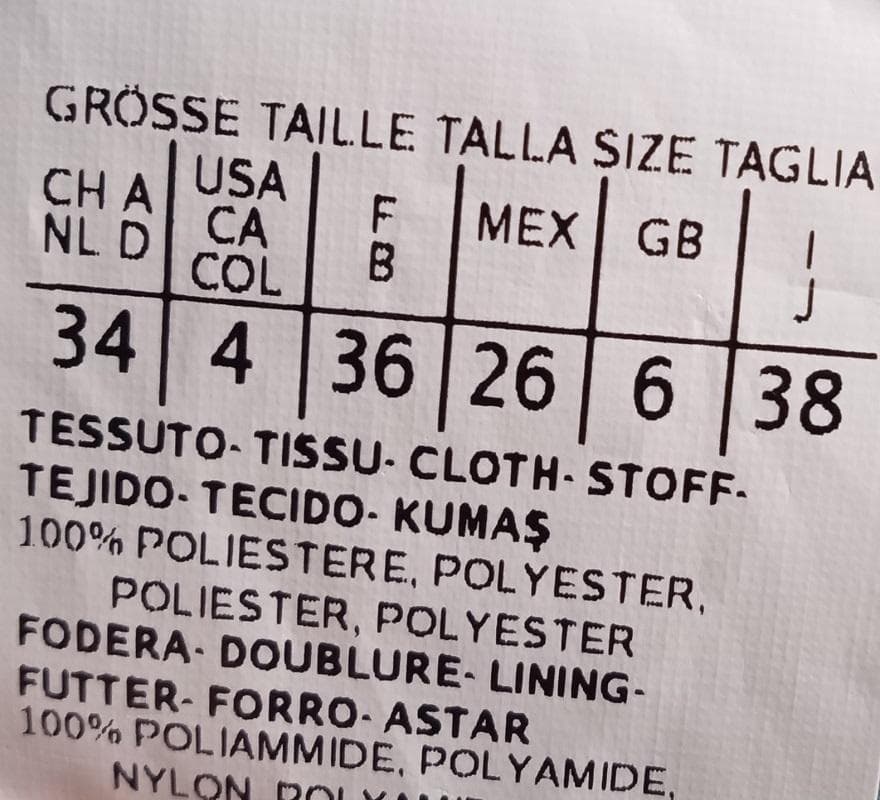 GRÖSSE TAILLE TALLA SIZE TAGLIA
CH A NL D | USA CA COL | F B | MEX | GB | I J
34 | 4 | 36 | 26 | 6 | 38
TESSUTO- TISSU- CLOTH- STOFF-
TEJIDO- TECIDO- KUMAŞ
100% POLIESTERE, POLYESTER,
POLIESTER, POLYESTER
FODERA- DOUBLURE- LINING-
FUTTER- FORRO- ASTAR
100% POLIAMMIDE, POLYAMIDE,
NYLON